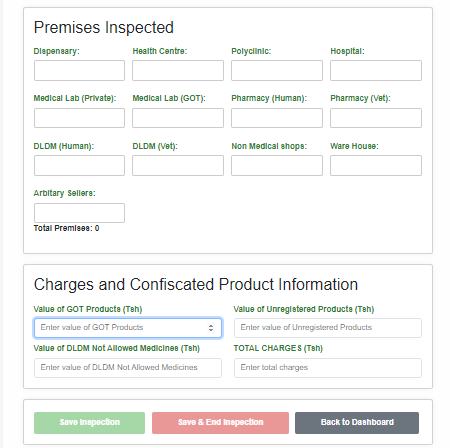 Premises Inspected
Dispensary: Health Centre: Polyclinic: Hospital:
Medical Lab (Private): Medical Lab (GOT): Pharmacy (Human): Pharmacy (Vet):
DLDM (Human): DLDM (Vet): Non Medical shops: Ware House:
Arbitary Sellers:
Total Premises: 0
Charges and Confiscated Product Information
Value of GOT Products (Tsh) Value of Unregistered Products (Tsh)
Enter value of GOT Products Enter value of Unregistered Products
Value of DLDM Not Allowed Medicines (Tsh) TOTAL CHARGES (Tsh)
Enter value of DLDM Not Allowed Medicines Enter total charges
Save Inspection Save & End Inspection Back to Dashboard